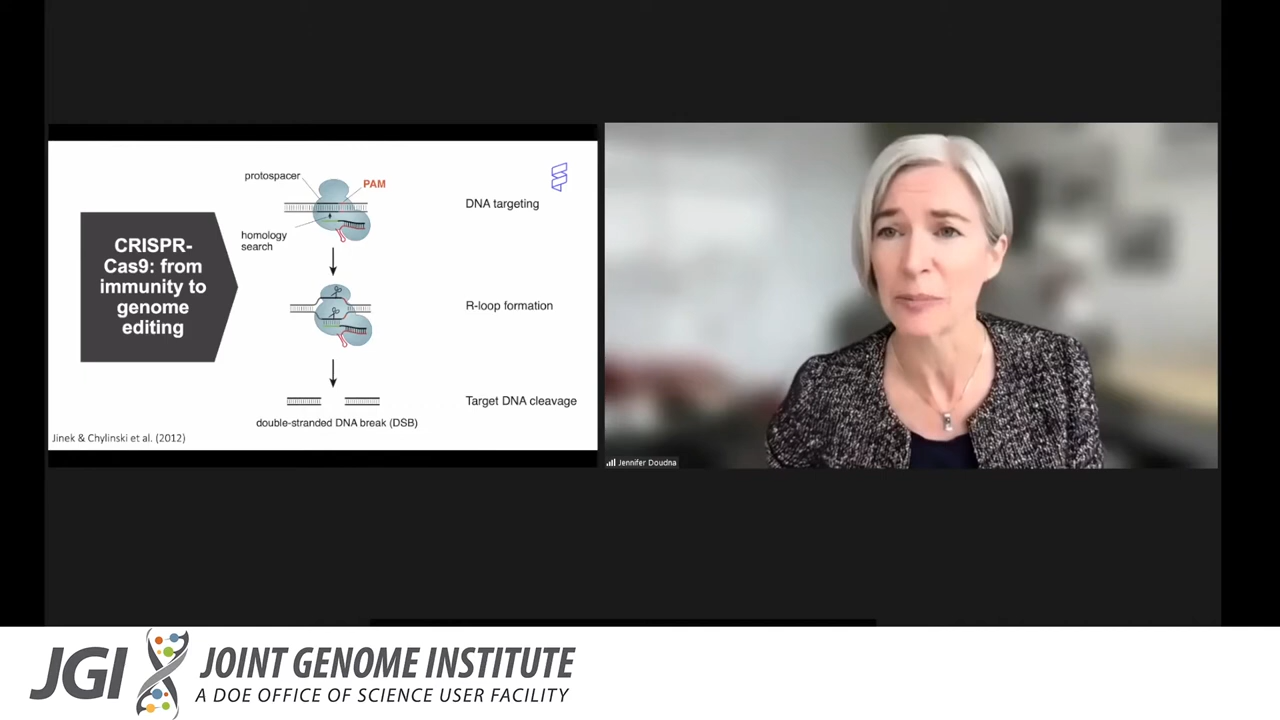 protospacer
PAM
DNA targeting
homology
search
CRISPR-
Cas9: from
immunity to
genome
editing
R-loop formation
Target DNA cleavage
double-stranded DNA break (DSB)
Jinek & Chylinski et al. (2012)
Jennifer Doudna
JGI JOINT GENOME INSTITUTE
A DOE OFFICE OF SCIENCE USER FACILITY